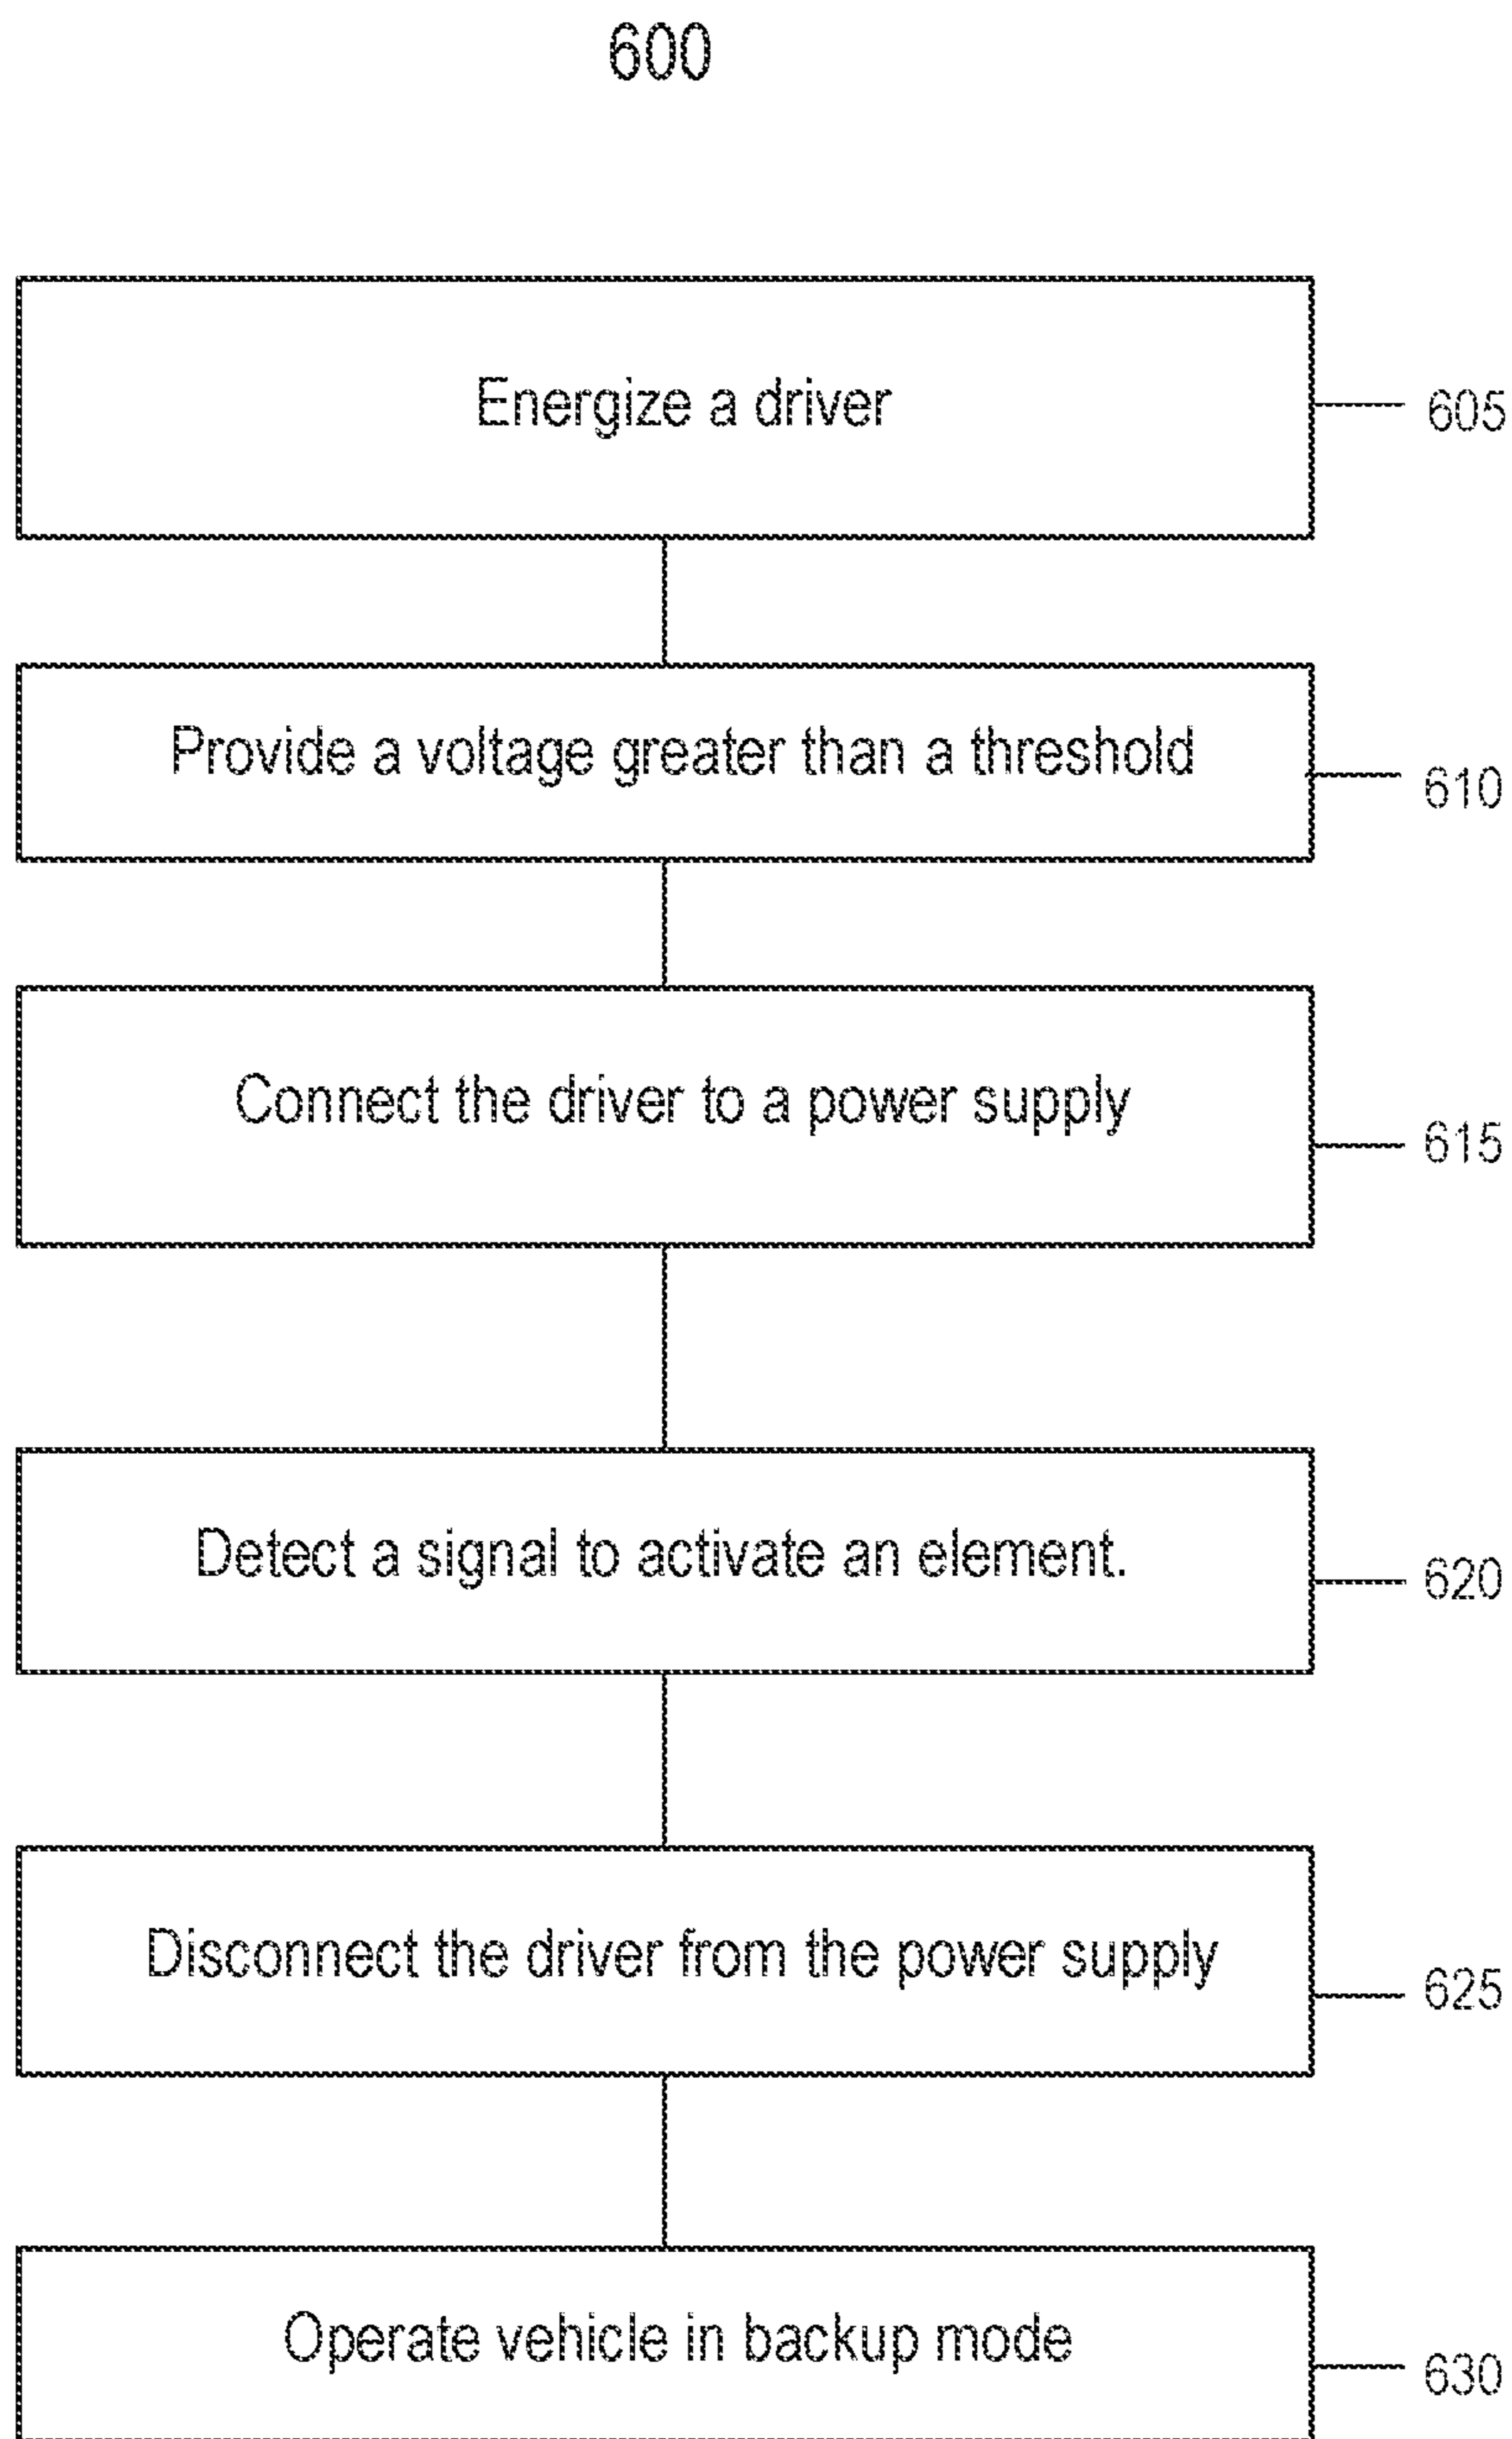 600
Energize a driver
605
Provide a voltage greater than a threshold
610
Connect the driver to a power supply
615
Detect a signal to activate an element.
620
Disconnect the driver from the power supply
625
Operate vehicle in backup mode
630